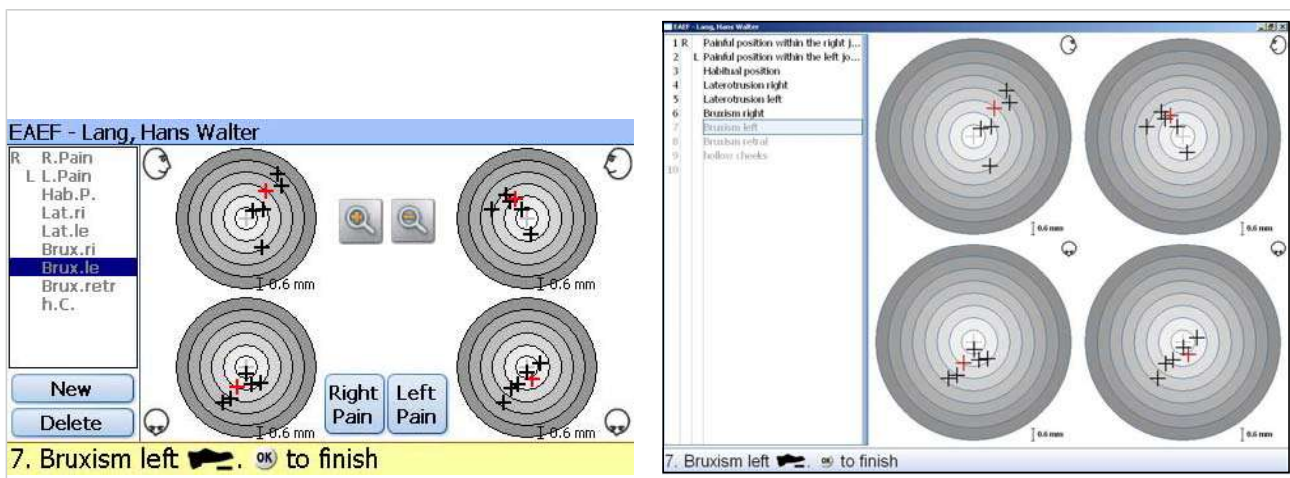 EAEF - Lang, Hans Walter
R R.Pain
L L.Pain
Hab.P.
Lat.ri
Lat.le
Brux.ri
Brux.le
Brux.retr
h.C.
New
Delete
0.6 mm
0.6 mm
Right Pain
Left Pain
0.6 mm
0.6 mm
7. Bruxism left . OK to finish
EAEF - Lang, Hans Walter
1 R Painful position within the right j...
2 L Painful position within the left jo...
3 Habitual position
4 Laterotrusion right
5 Laterotrusion left
6 Bruxism right
7 Bruxism left
8 Bruxism retral
9 hollow cheeks
10
0.6 mm
0.6 mm
0.6 mm
0.6 mm
7. Bruxism left . OK to finish